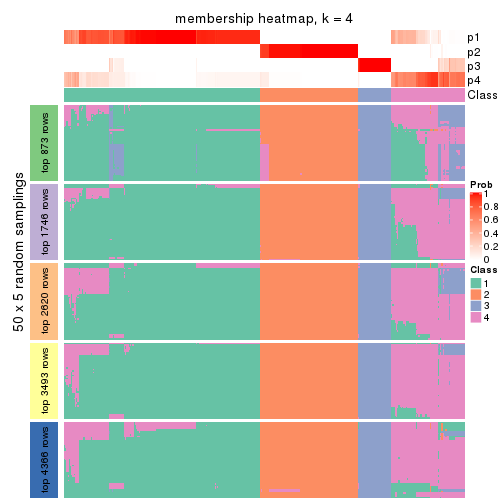 membership heatmap, k = 4
p1
p2
p3
p4
Class
50 x 5 random samplings
top 873 rows
top 1746 rows
top 2620 rows
top 3493 rows
top 4366 rows
Prob
1
0.8
0.6
0.4
0.2
0
Class
1
2
3
4